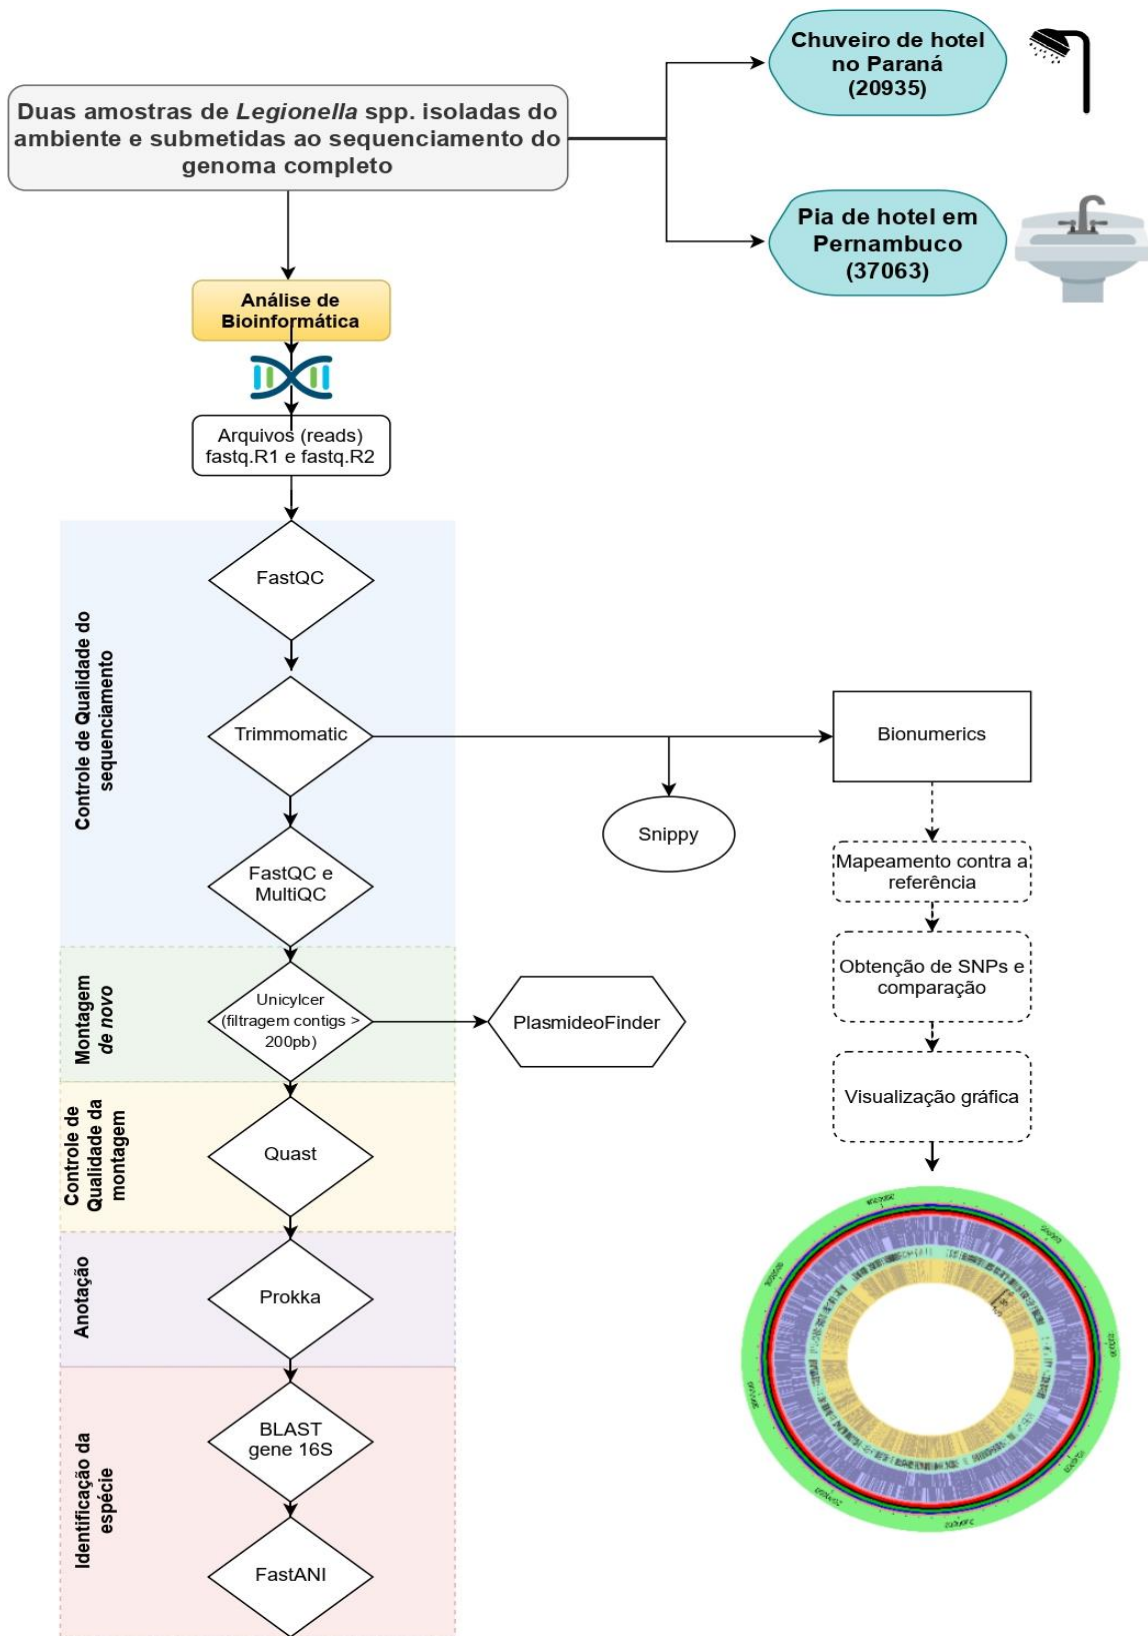 Duas amostras de Legionella spp. isoladas do
ambiente e submetidas ao sequenciamento do
genoma completo
Chuveiro de hotel
no Paraná
(20935)
Pia de hotel em
Pernambuco
(37063)
Análise de
Bioinformática
Arquivos (reads)
fastq.R1 e fastq.R2
Controle de Qualidade do
sequenciamento
FastQC
Trimmomatic
FastQC e
MultiQC
Snippy
Bionumerics
Mapeamento contra a
referência
Obtenção de SNPs e
comparação
Visualização gráfica
Montagem
de novo
Unicylcer
(filtragem contigs >
200pb)
PlasmideoFinder
Controle de
Qualidade da
montagem
Quast
Anotação
Prokka
Identificação da
espécie
BLAST
gene 16S
FastANI